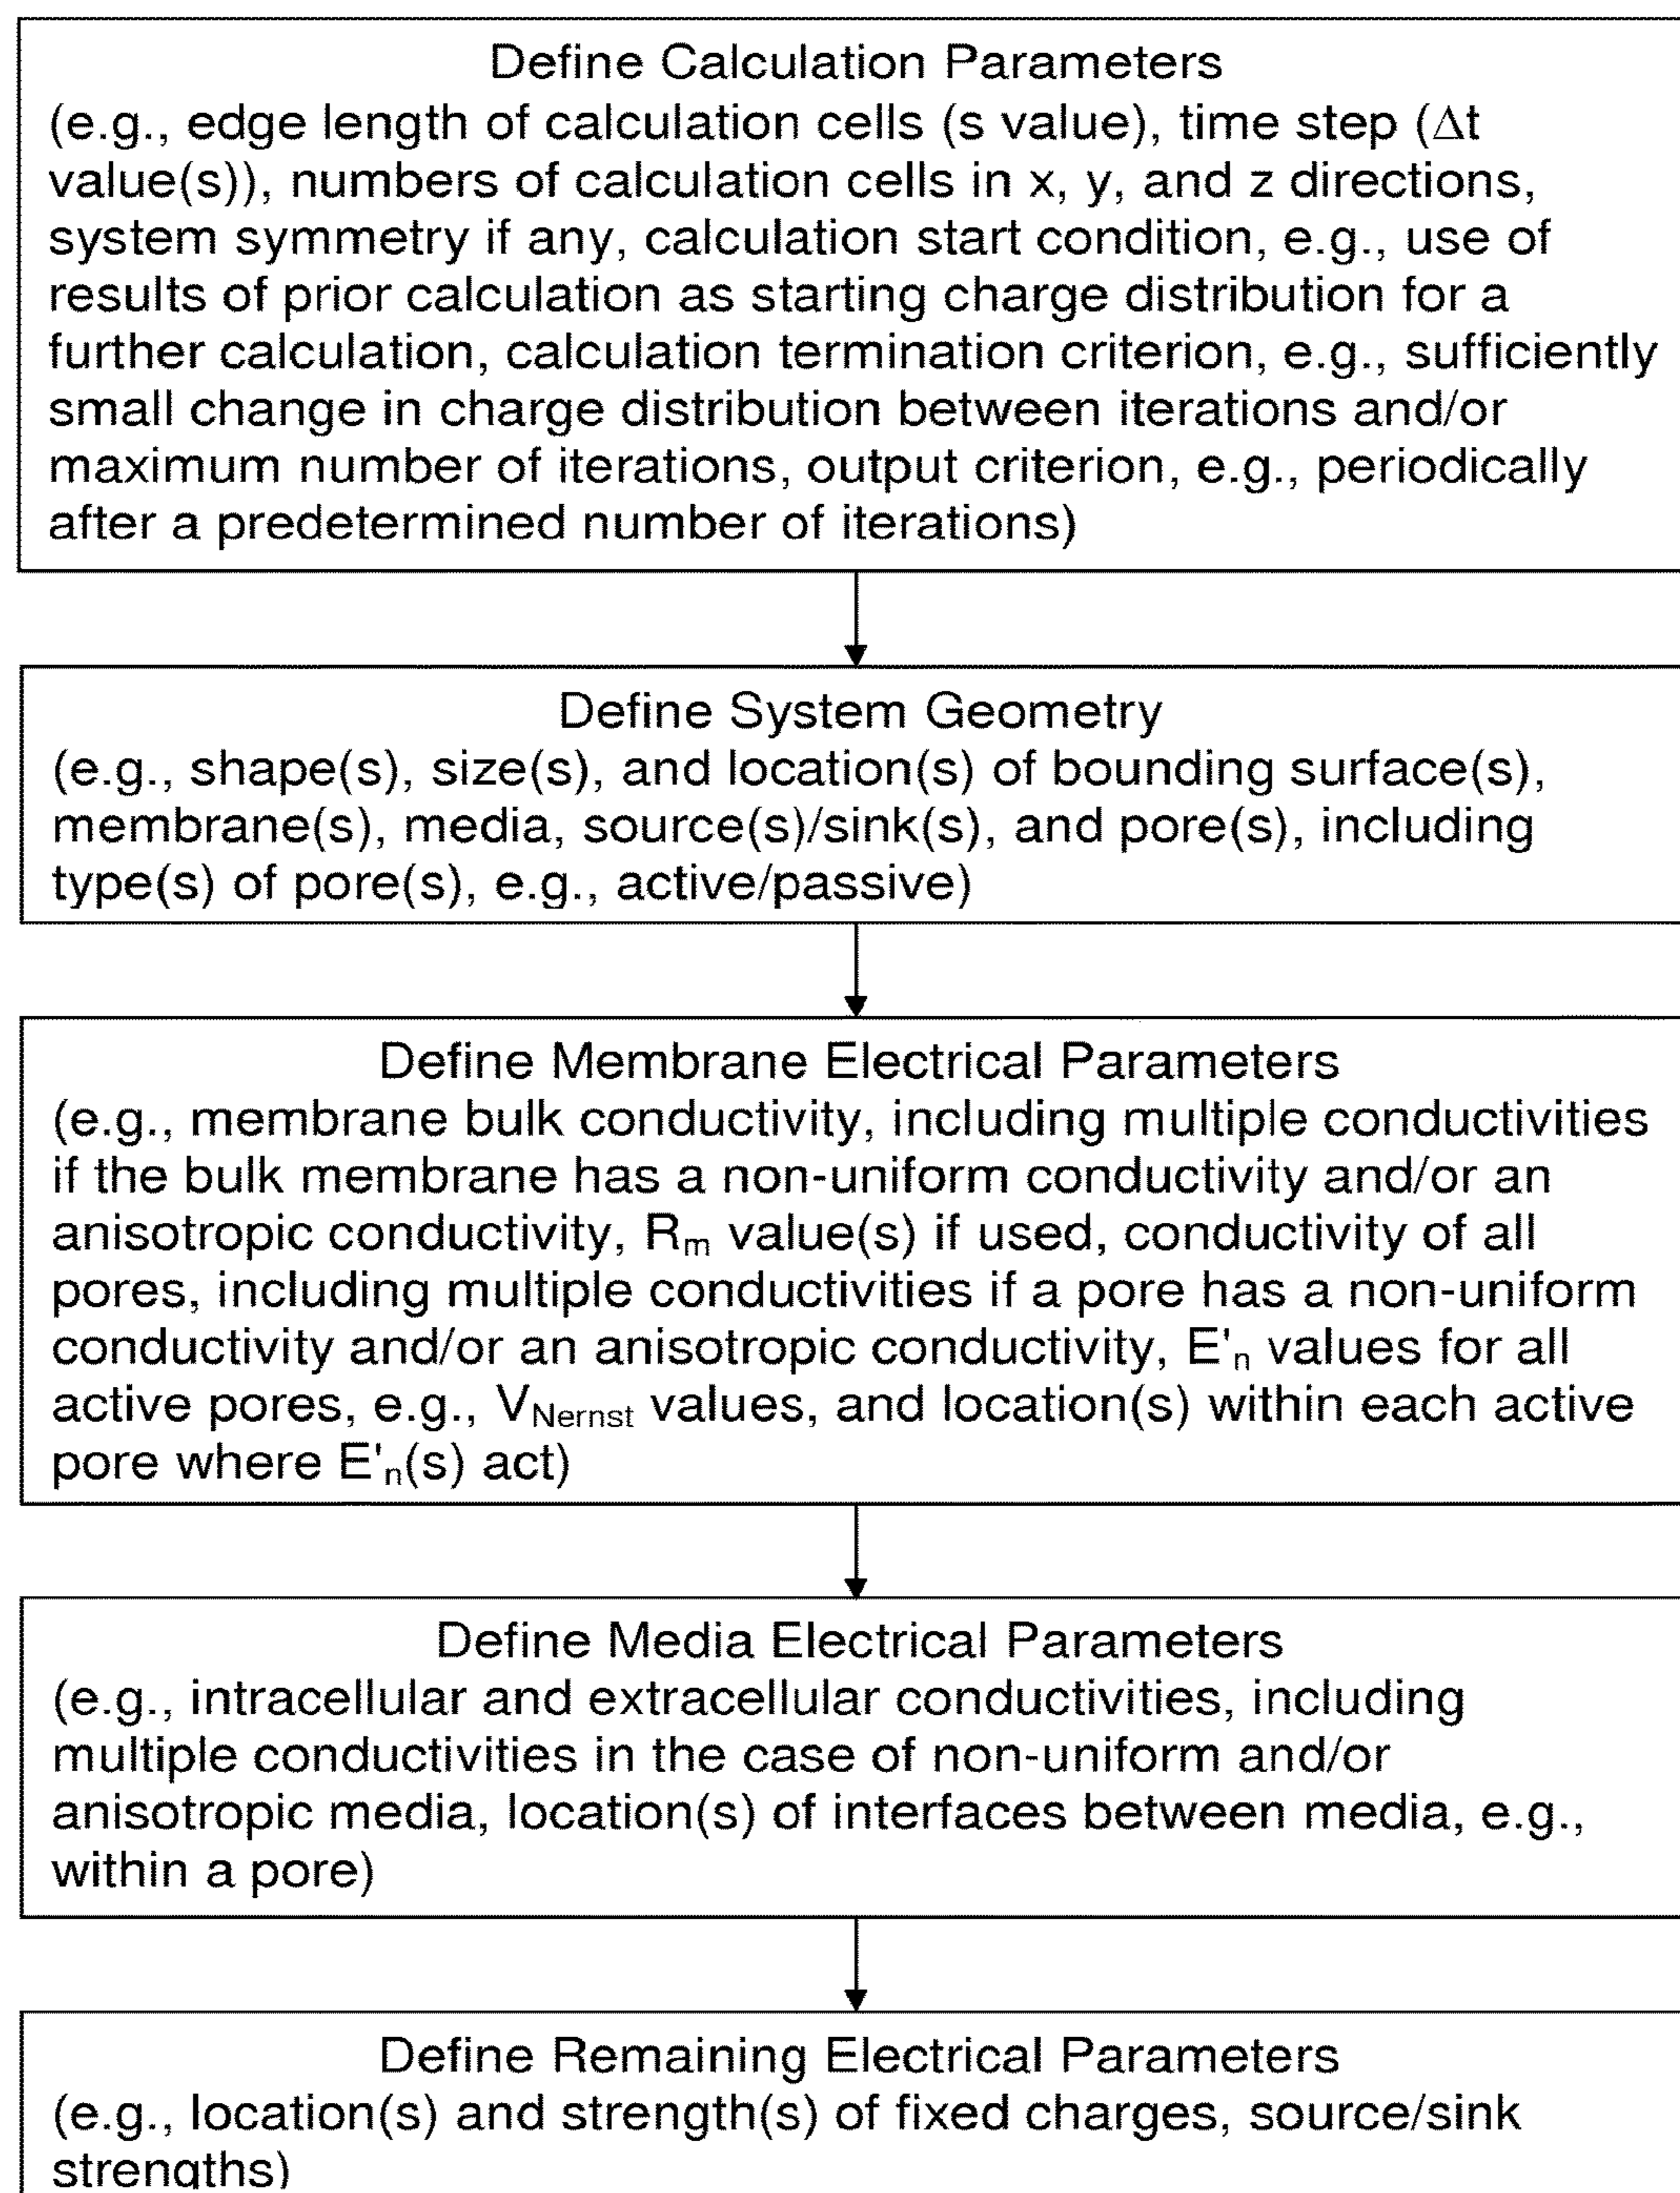 Define Calculation Parameters
(e.g., edge length of calculation cells (s value), time step (Δt
value(s)), numbers of calculation cells in x, y, and z directions,
system symmetry if any, calculation start condition, e.g., use of
results of prior calculation as starting charge distribution for a
further calculation, calculation termination criterion, e.g., sufficiently
small change in charge distribution between iterations and/or
maximum number of iterations, output criterion, e.g., periodically
after a predetermined number of iterations)
Define System Geometry
(e.g., shape(s), size(s), and location(s) of bounding surface(s),
membrane(s), media, source(s)/sink(s), and pore(s), including
type(s) of pore(s), e.g., active/passive)
Define Membrane Electrical Parameters
(e.g., membrane bulk conductivity, including multiple conductivities
if the bulk membrane has a non-uniform conductivity and/or an
anisotropic conductivity, Rm value(s) if used, conductivity of all
pores, including multiple conductivities if a pore has a non-uniform
conductivity and/or an anisotropic conductivity, E'n values for all
active pores, e.g., VNernst values, and location(s) within each active
pore where E'n(s) act)
Define Media Electrical Parameters
(e.g., intracellular and extracellular conductivities, including
multiple conductivities in the case of non-uniform and/or
anisotropic media, location(s) of interfaces between media, e.g.,
within a pore)
Define Remaining Electrical Parameters
(e.g., location(s) and strength(s) of fixed charges, source/sink
strengths)